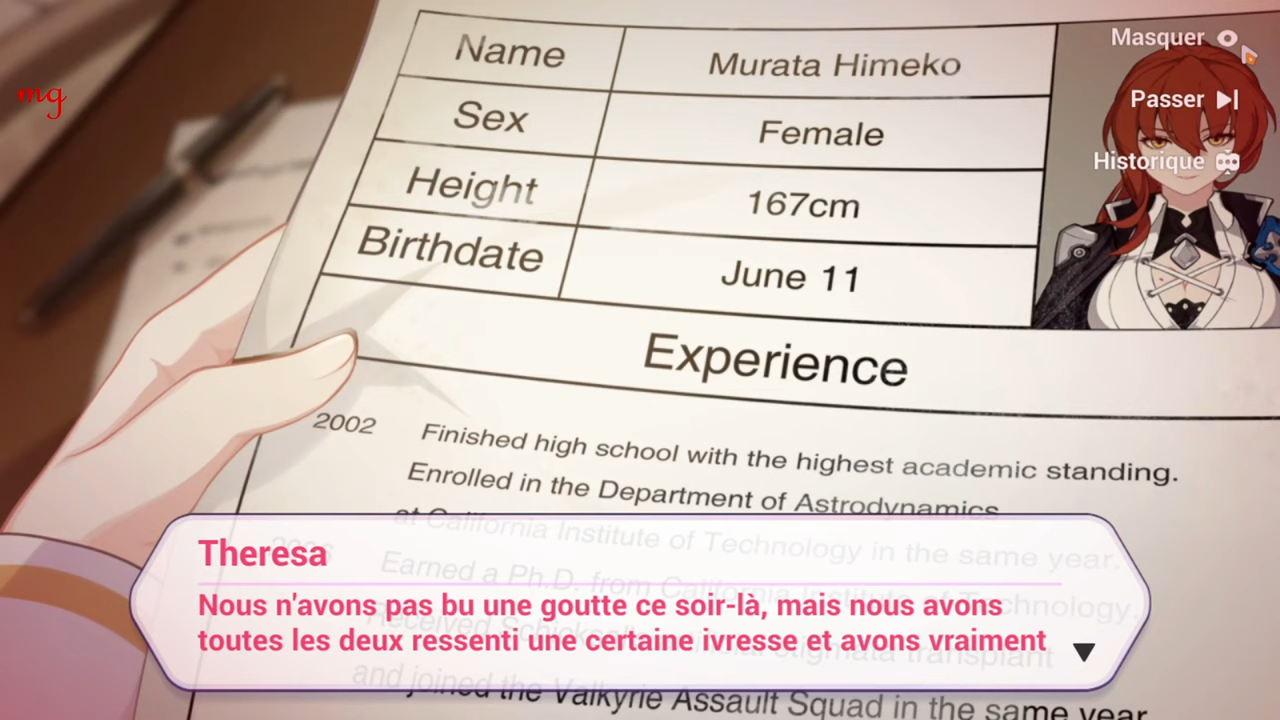 Name Murata Himeko
Masquer
mg
Passer
Sex Female
Historique
Height 167cm
Birthdate June 11
Experience
2002 Finished high school with the highest academic standing.
Enrolled in the Department of Astrodynamics
at California Institute of Technology in the same year.
Theresa
Earned a Ph.D. from California Institute of Technology.
Nous n'avons pas bu une goutte ce soir-là, mais nous avons
toutes les deux ressenti une certaine ivresse et avons vraiment
Received stigmata transplant
and joined the Valkyrie Assault Squad in the same year